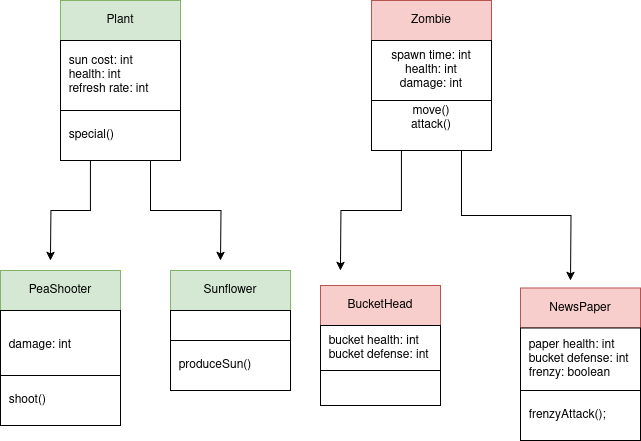 Plant
sun cost: int
health: int
refresh rate: int
special()
Zombie
spawn time: int
health: int
damage: int
move()
attack()
PeaShooter
damage: int
shoot()
Sunflower
produceSun()
BucketHead
bucket health: int
bucket defense: int
NewsPaper
paper health: int
bucket defense: int
frenzy: boolean
frenzyAttack();